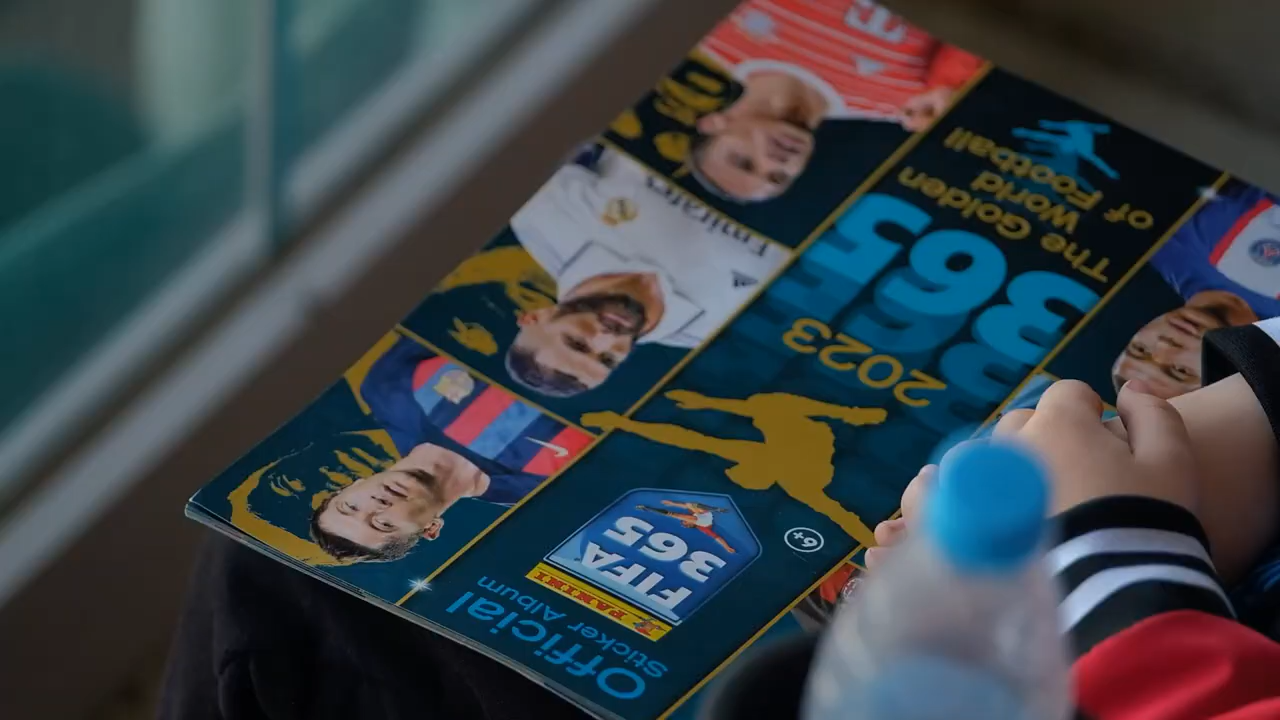 Official
Sticker Album
PANINI
FIFA
365
6+
2023
365
The Golden
World
of Football
Emirates